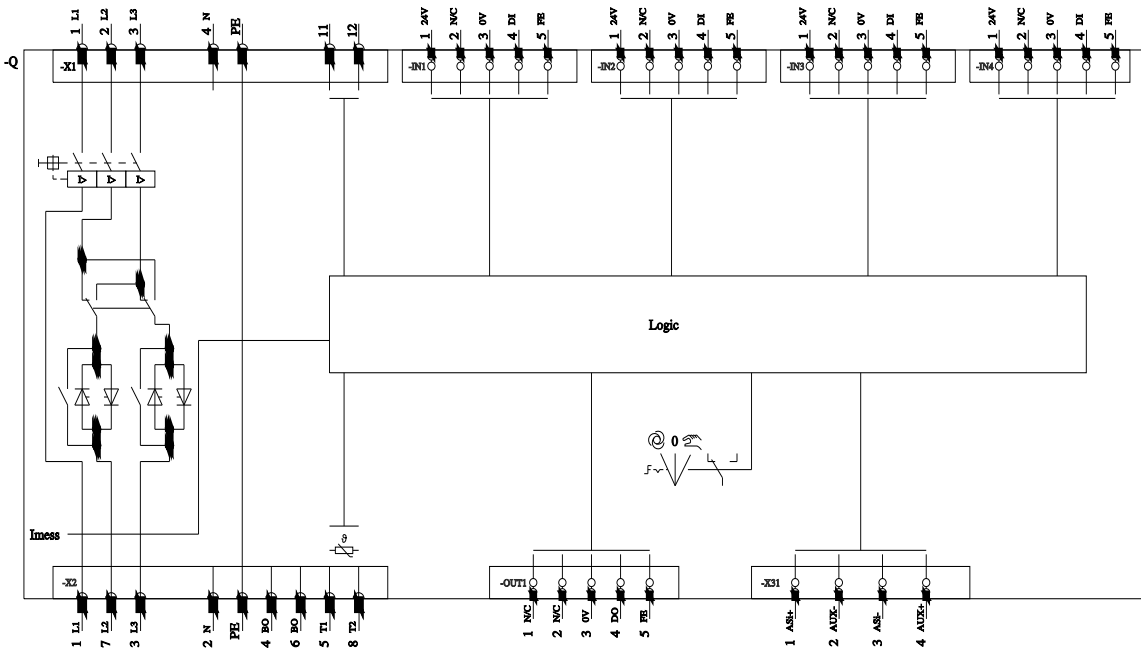 1 L1
2 L2
3 L3
4 N
PE
11
12
1 24V
2 N/C
3 0V
4 DI
5 FE
1 24V
2 N/C
3 0V
4 DI
5 FE
1 24V
2 N/C
3 0V
4 DI
5 FE
1 24V
2 N/C
3 0V
4 DI
5 FE
-Q
-X1
-IN1
-IN2
-IN3
-IN4
Logic
0
Imess
ϑ
-X2
-OUT1
-X31
1 L1
7 L2
3 L3
2 N
PE
4 BO
6 BO
5 T1
8 T2
1 N/C
2 N/C
3 0V
4 DO
5 FE
1 ASi+
2 AUX-
3 ASi-
4 AUX+